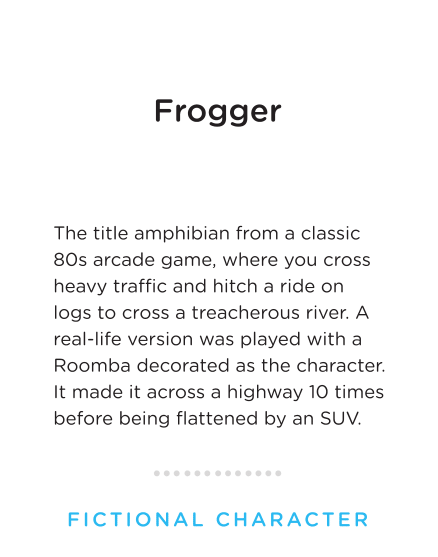 Frogger
The title amphibian from a classic
80s arcade game, where you cross
heavy traffic and hitch a ride on
logs to cross a treacherous river. A
real-life version was played with a
Roomba decorated as the character.
It made it across a highway 10 times
before being flattened by an SUV.
FICTIONAL CHARACTER